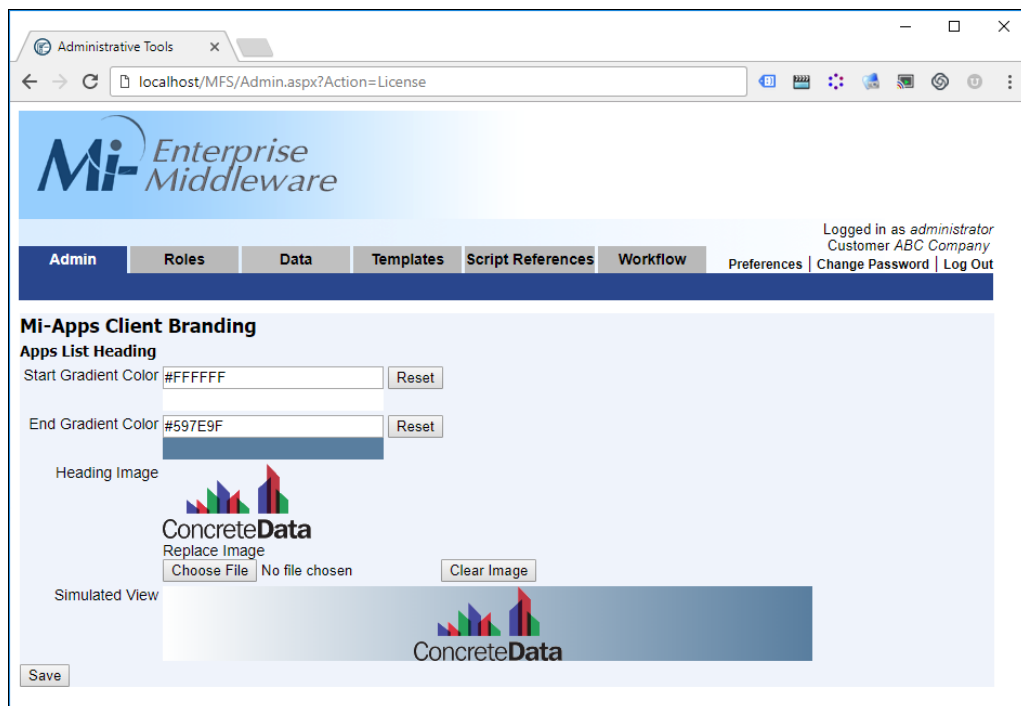 Administrative Tools
localhost/MFS/Admin.aspx?Action=License
Mi- Enterprise
Middleware
Logged in as administrator
Customer ABC Company
Admin Roles Data Templates Script References Workflow Preferences | Change Password | Log Out
Mi-Apps Client Branding
Apps List Heading
Start Gradient Color #FFFFFF Reset
End Gradient Color #597E9F Reset
Heading Image
ConcreteData
Replace Image
Choose File No file chosen Clear Image
Simulated View
ConcreteData
Save